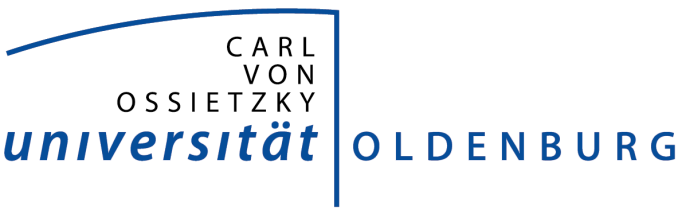 CARL
VON
OSSIETZKY
universität OLDENBURG